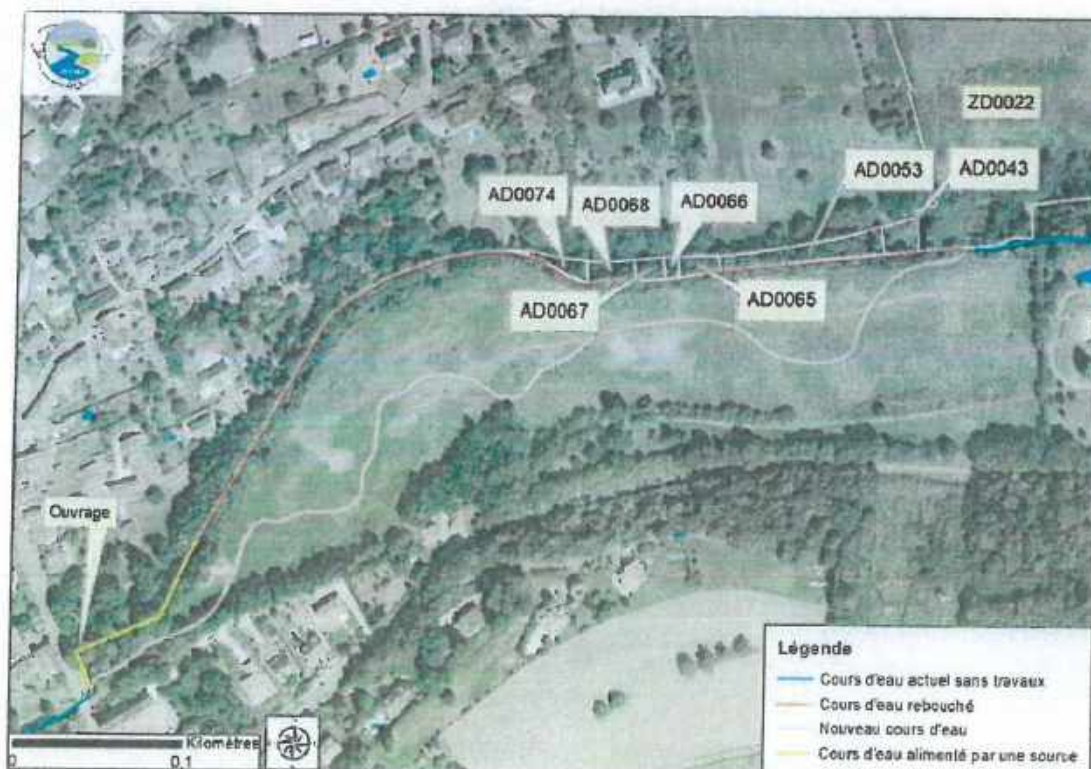 ZD0022
AD0053
AD0043
AD0074
AD0068
AD0066
AD0067
AD0065
Ouvrage
Légende
Cours d'eau actuel sans travaux
Cours d'eau rebouché
Nouveau cours d'eau
Cours d'eau alimenté par une source
Kilomètres
0
0,1